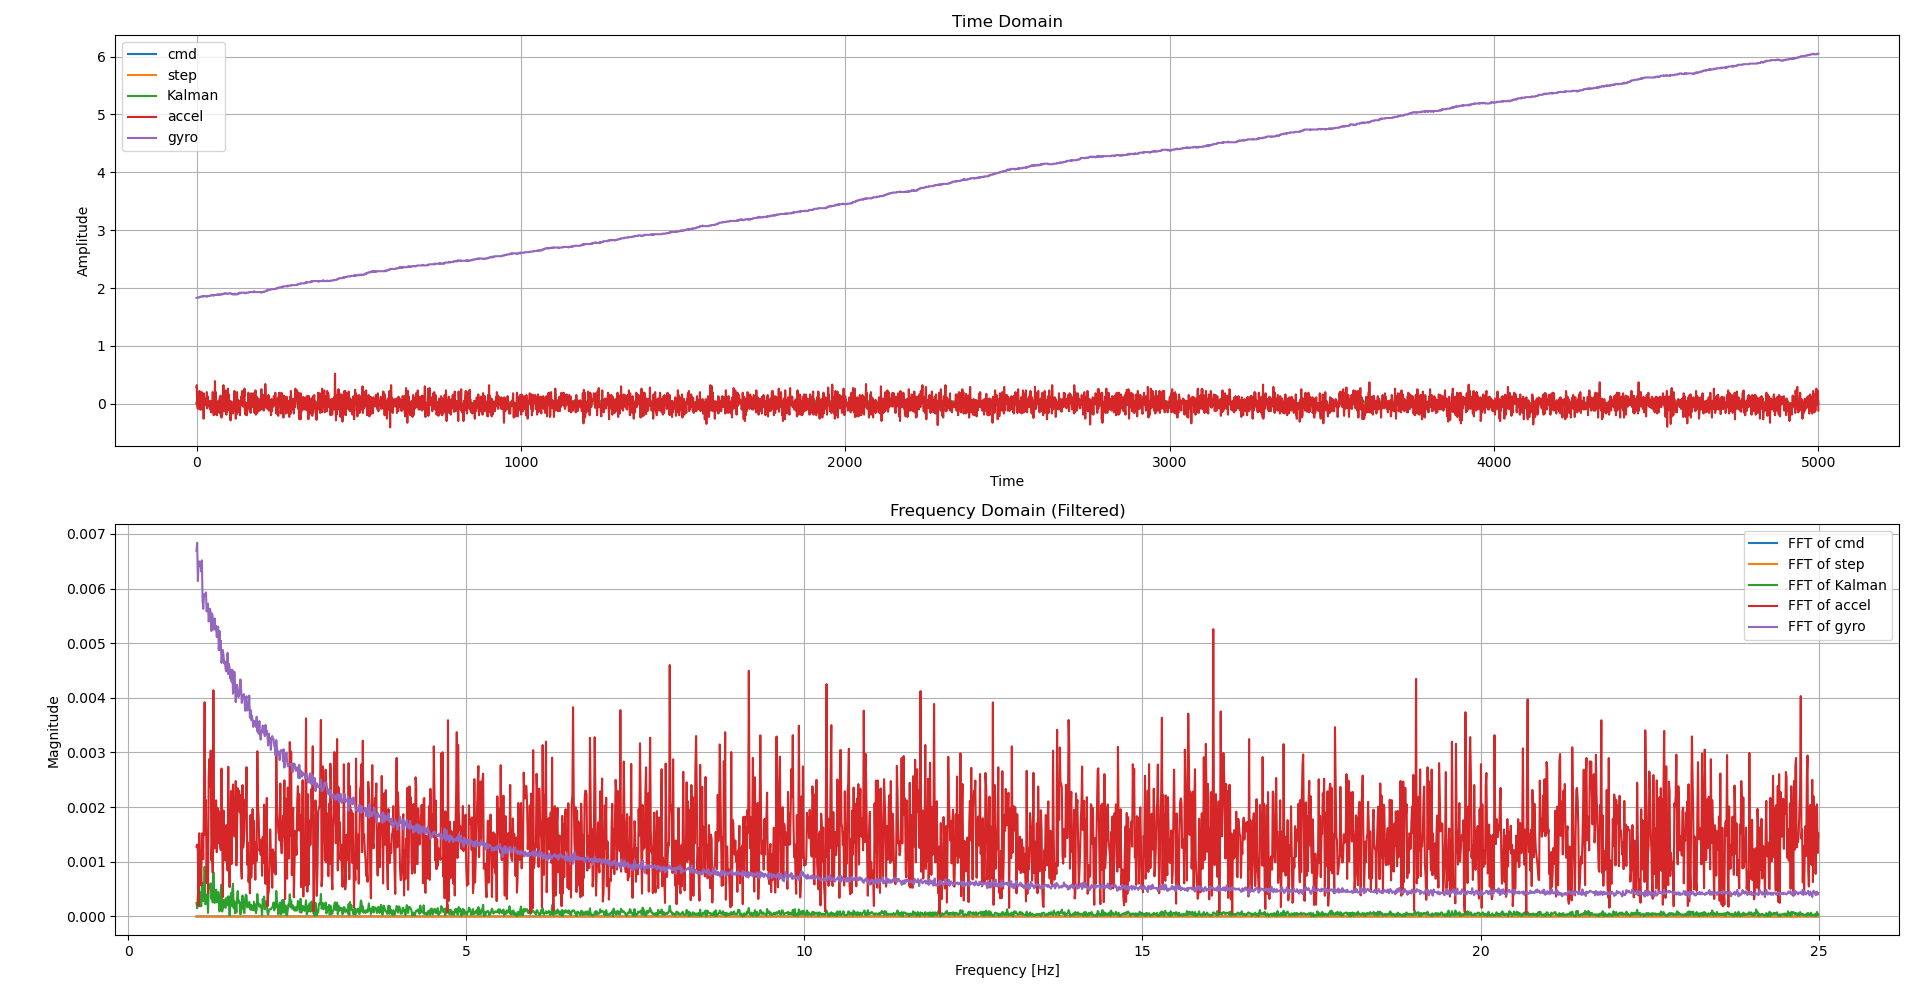 Time Domain
cmd
step
Kalman
accel
gyro
Amplitude
6
5
4
3
2
1
0
0 1000 2000 3000 4000 5000
Time
Frequency Domain (Filtered)
FFT of cmd
FFT of step
FFT of Kalman
FFT of accel
FFT of gyro
Magnitude
0.007
0.006
0.005
0.004
0.003
0.002
0.001
0.000
0 5 10 15 20 25
Frequency [Hz]